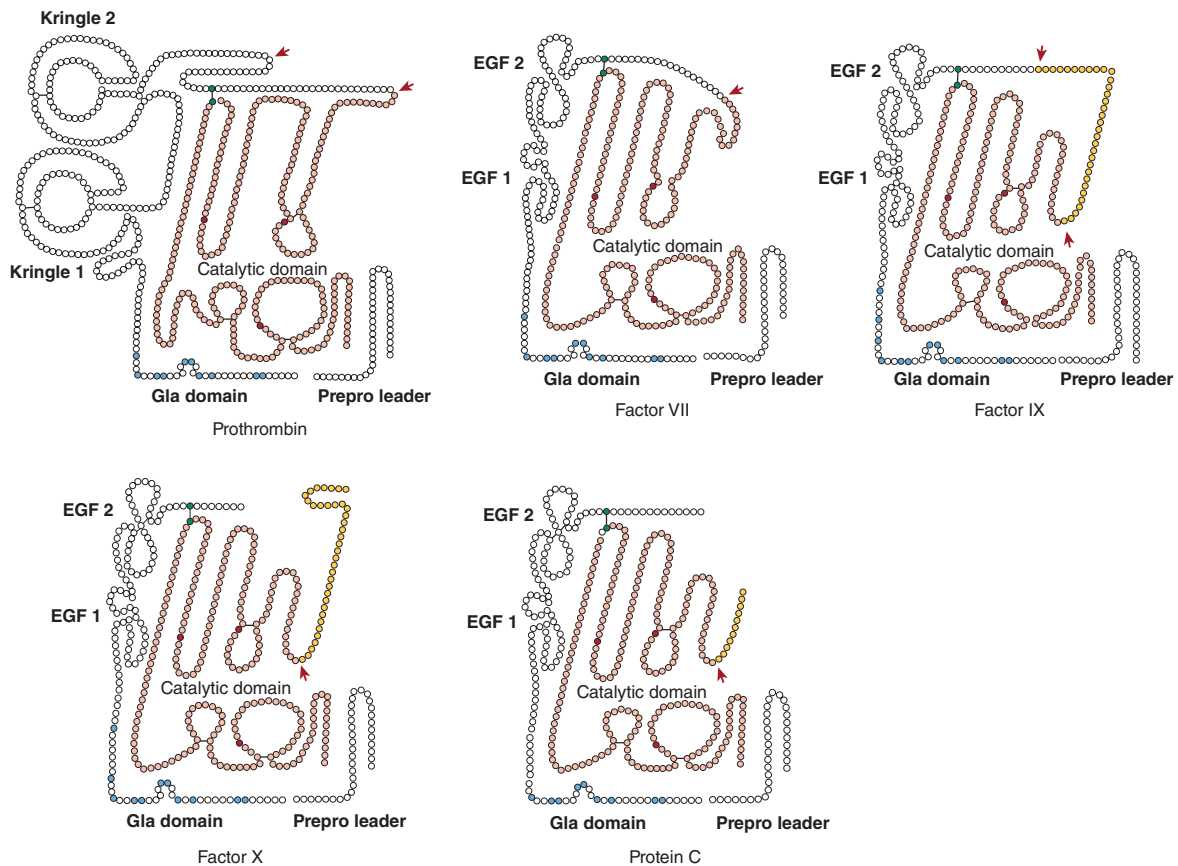 Kringle 2
Kringle 1
Catalytic domain
Gla domain
Prepro leader
Prothrombin
EGF 2
EGF 1
Catalytic domain
Gla domain
Prepro leader
Factor VII
EGF 2
EGF 1
Catalytic domain
Gla domain
Prepro leader
Factor IX
EGF 2
EGF 1
Catalytic domain
Gla domain
Prepro leader
Factor X
EGF 2
EGF 1
Catalytic domain
Gla domain
Prepro leader
Protein C